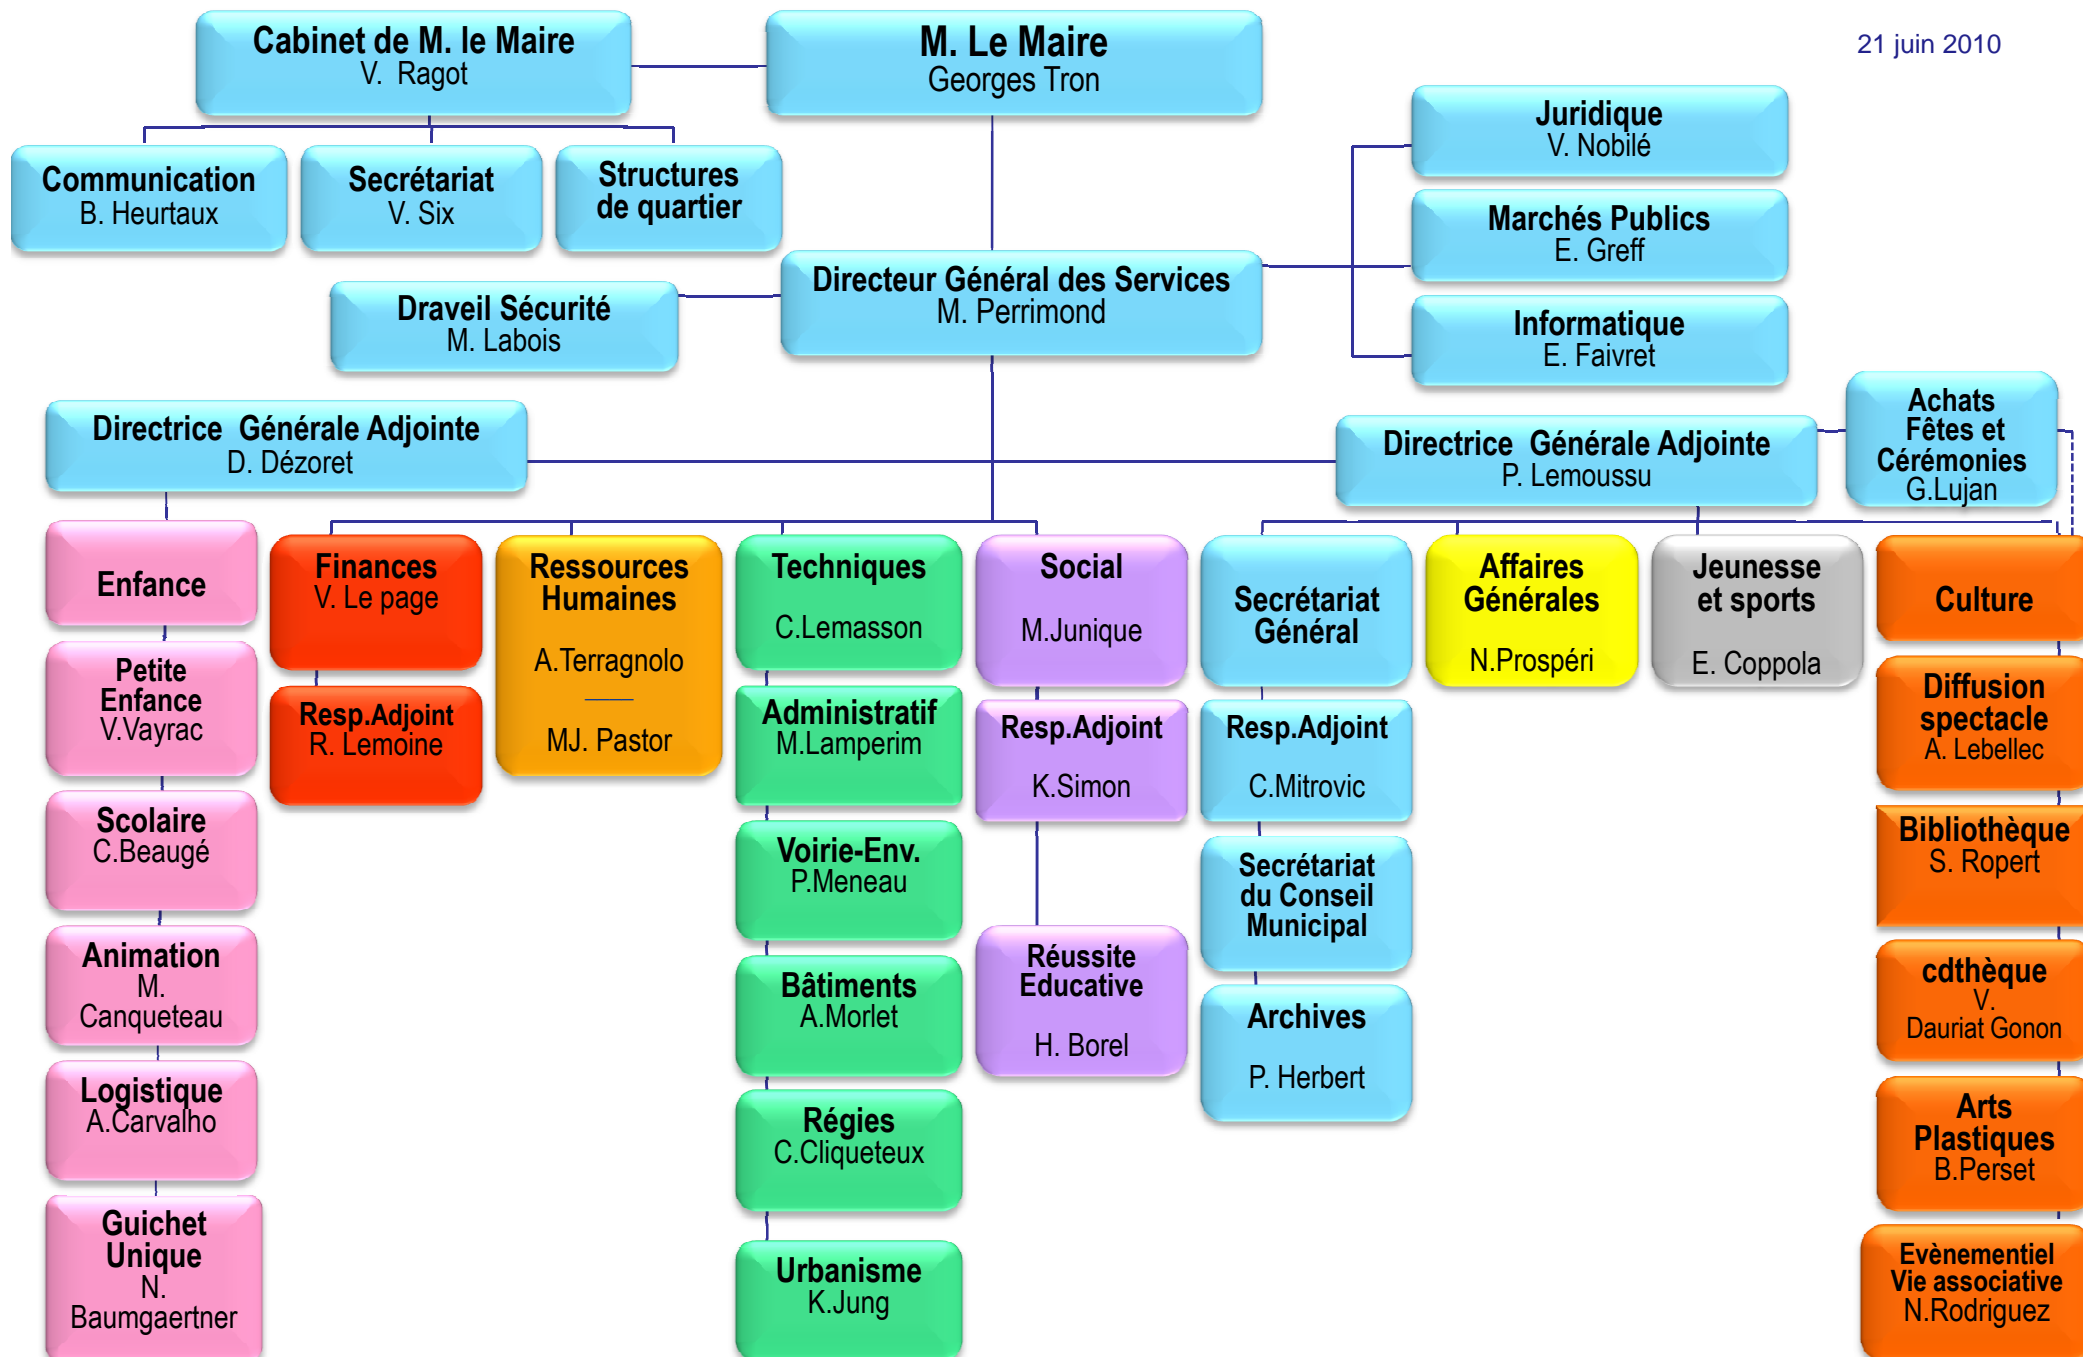 Cabinet de M. le Maire
V. Ragot
M. Le Maire
Georges Tron
21 juin 2010
Communication
B. Heurtaux
Secrétariat
V. Six
Structures
de quartier
Juridique
V. Nobilé
Marchés Publics
E. Greff
Informatique
E. Faivret
Directeur Général des Services
M. Perrimond
Draveil Sécurité
M. Labois
Directrice Générale Adjointe
D. Dézoret
Directrice Générale Adjointe
P. Lemoussu
Achats
Fêtes et
Cérémonies
G.Lujan
Enfance
Petite
Enfance
V.Vayrac
Scolaire
C.Beaugé
Animation
M.
Canqueteau
Logistique
A.Carvalho
Guichet
Unique
N.
Baumgaertner
Finances
V. Le page
Resp.Adjoint
R. Lemoine
Ressources
Humaines
A.Terragnolo
MJ. Pastor
Techniques
C.Lemasson
Administratif
M.Lamperim
Voirie-Env.
P.Meneau
Bâtiments
A.Morlet
Régies
C.Cliqueteux
Urbanisme
K.Jung
Social
M.Junique
Resp.Adjoint
K.Simon
Réussite
Educative
H. Borel
Secrétariat
Général
Resp.Adjoint
C.Mitrovic
Secrétariat
du Conseil
Municipal
Archives
P. Herbert
Affaires
Générales
N.Prospéri
Jeunesse
et sports
E. Coppola
Culture
Diffusion
spectacle
A. Lebellec
Bibliothèque
S. Ropert
cdthèque
V.
Dauriat Gonon
Arts
Plastiques
B.Perset
Evènementiel
Vie associative
N.Rodriguez